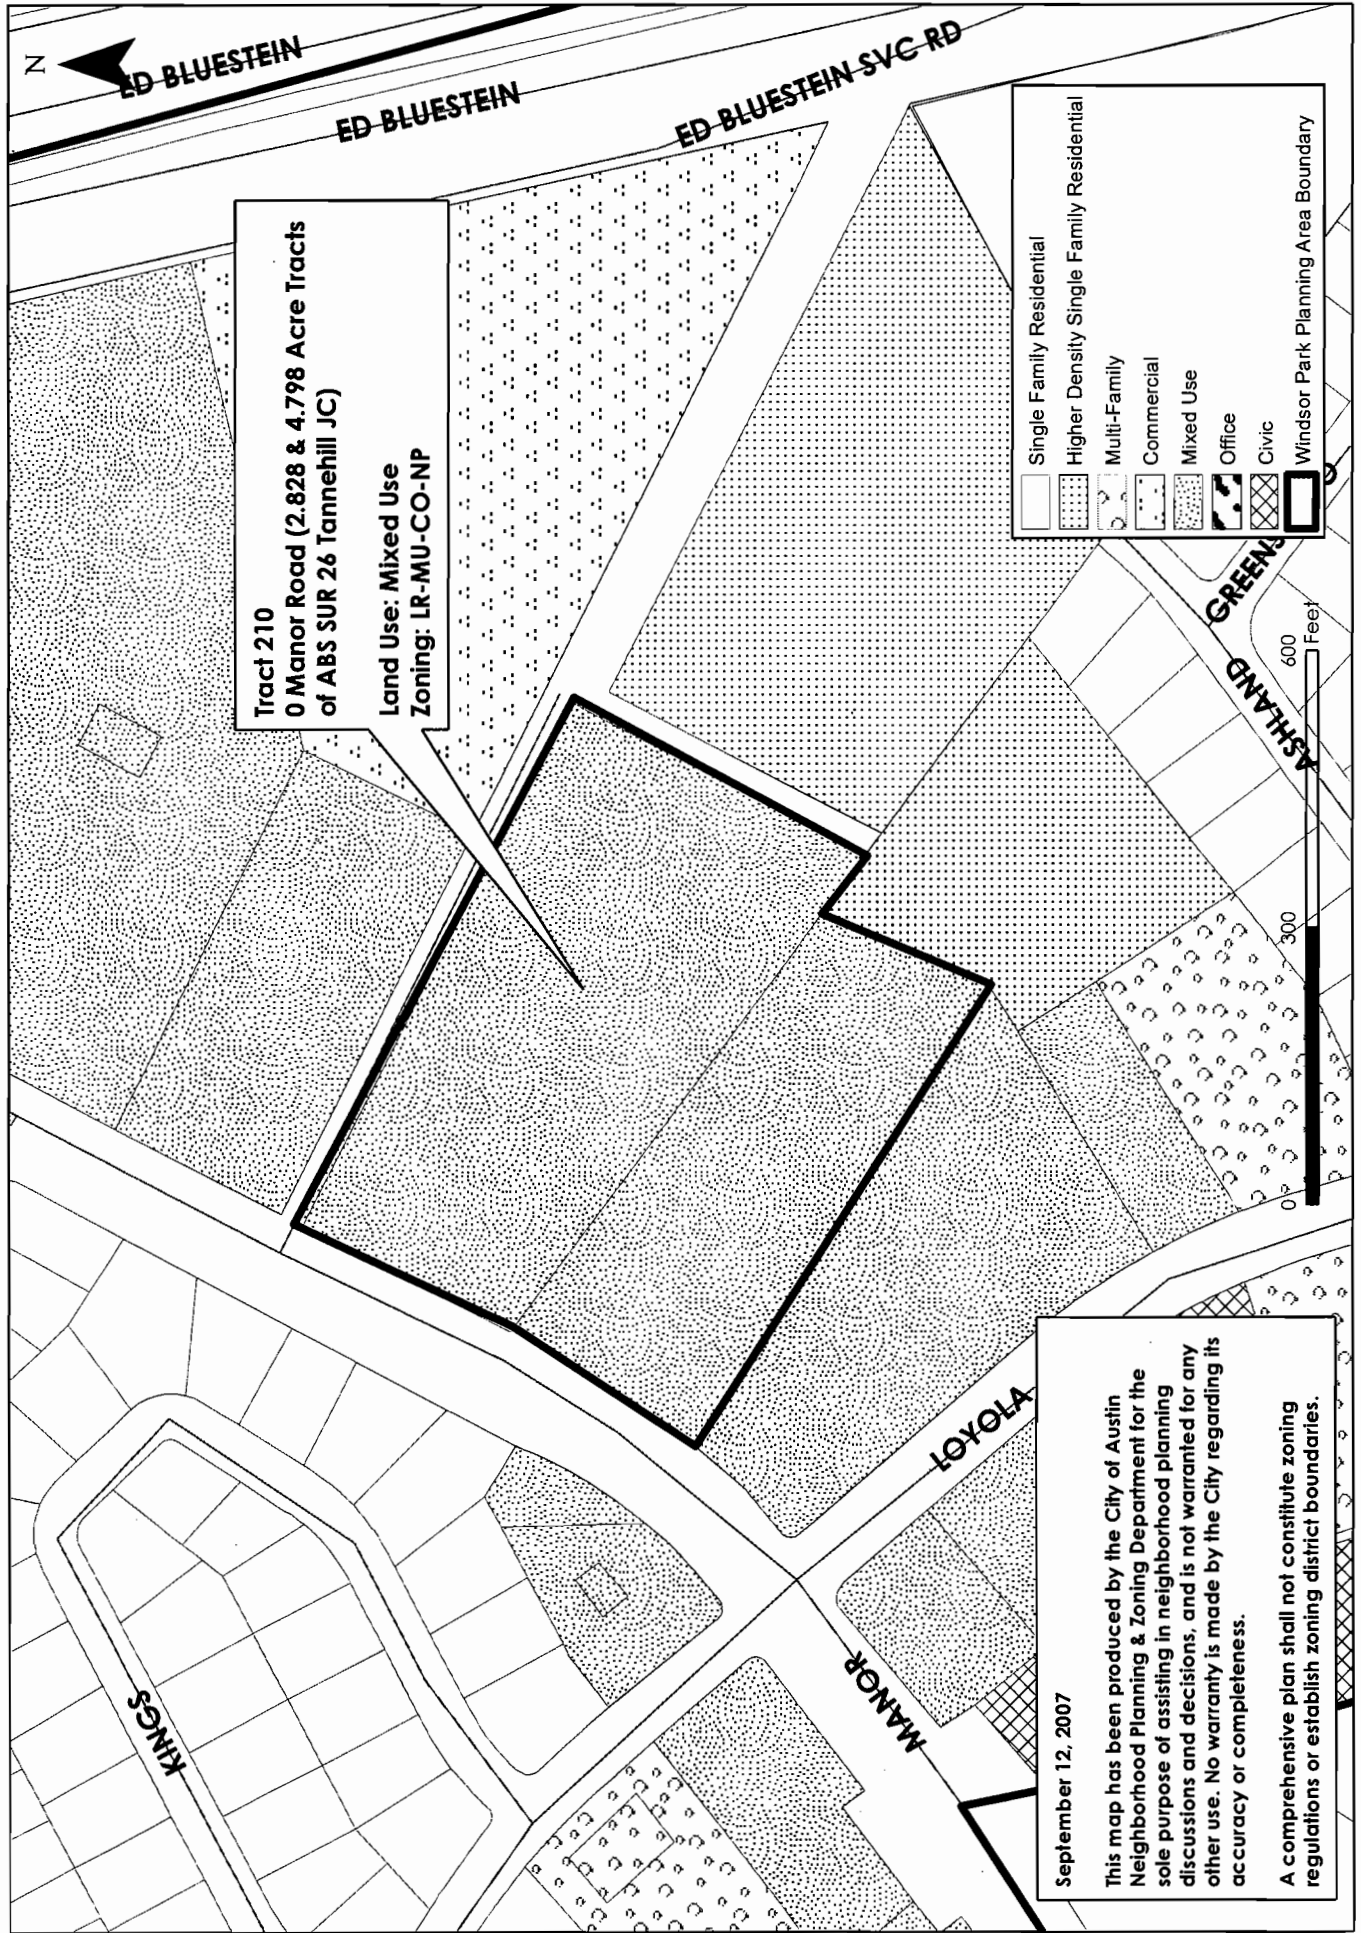 N
ED BLUESTEIN
ED BLUESTEIN
ED BLUESTEIN SVC RD
Tract 210
0 Manor Road (2.828 & 4.798 Acre Tracts
of ABS SUR 26 Tannehill JC)
Land Use: Mixed Use
Zoning: LR-MU-CO-NP
KINGS
MANOR
LOYOLA
ASHLAND
Single Family Residential
Higher Density Single Family Residential
Multi-Family
Commercial
Mixed Use
Office
Civic
Windsor Park Planning Area Boundary
0 300 600
Feet
September 12, 2007
This map has been produced by the City of Austin
Neighborhood Planning & Zoning Department for the
sole purpose of assisting in neighborhood planning
discussions and decisions, and is not warranted for any
other use. No warranty is made by the City regarding its
accuracy or completeness.
A comprehensive plan shall not constitute zoning
regulations or establish zoning district boundaries.